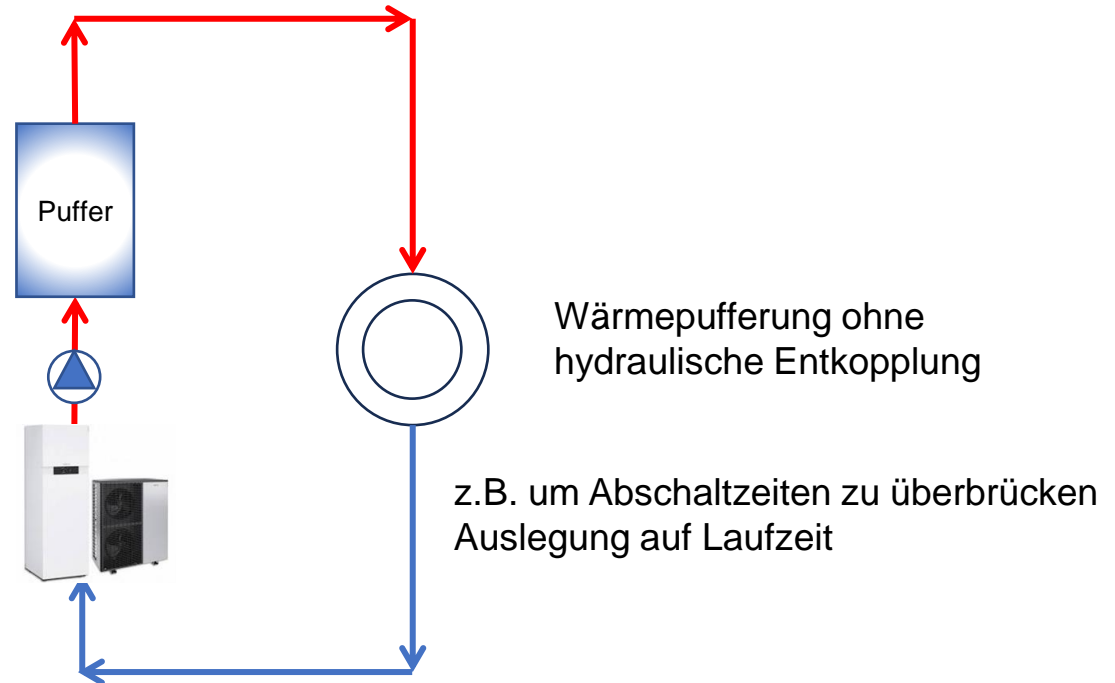 Puffer
Wärmepufferung ohne
hydraulische Entkopplung
z.B. um Abschaltzeiten zu überbrücken
Auslegung auf Laufzeit